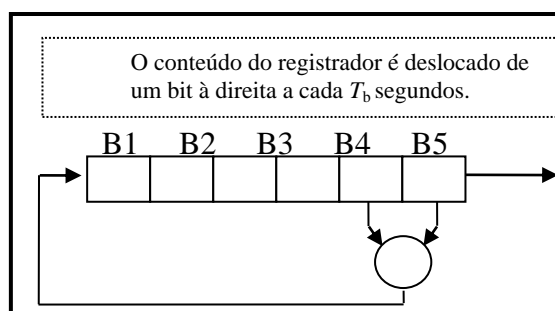 O conteúdo do registrador é deslocado de
um bit à direita a cada Tb segundos.
B1 B2 B3 B4 B5